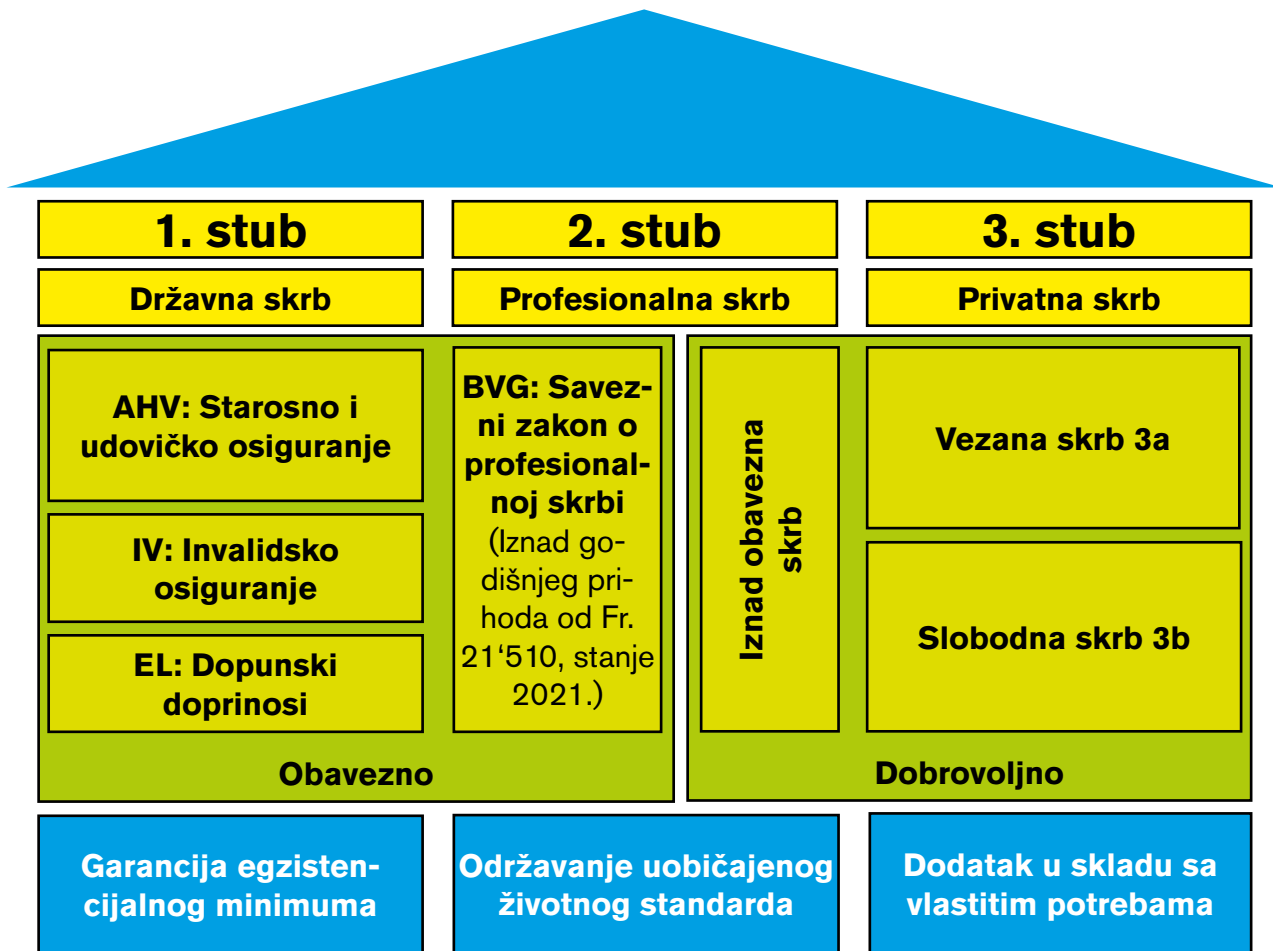 1. stub
2. stub
3. stub
Državna skrb
Profesionalna skrb
Privatna skrb
AHV: Starosno i
udovičko osiguranje
IV: Invalidsko
osiguranje
EL: Dopunski
doprinosi
BVG: Savez-
ni zakon o
profesional-
noj skrbi
(Iznad go-
dišnjeg pri-
hoda od Fr.
21‘510, stanje
2021.)
Iznad obavezna
skrb
Vezana skrb 3a
Slobodna skrb 3b
Obavezno
Dobrovoljno
Garancija egzisten-
cijalnog minimuma
Održavanje uobičajenog
životnog standarda
Dodatak u skladu sa
vlastitim potrebama